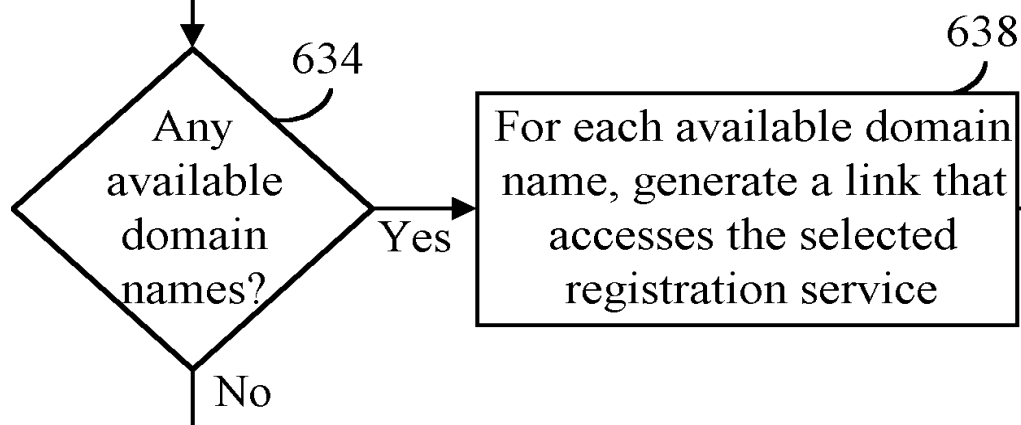 634
Any
available
domain
names?
Yes
No
638
For each available domain
name, generate a link that
accesses the selected
registration service